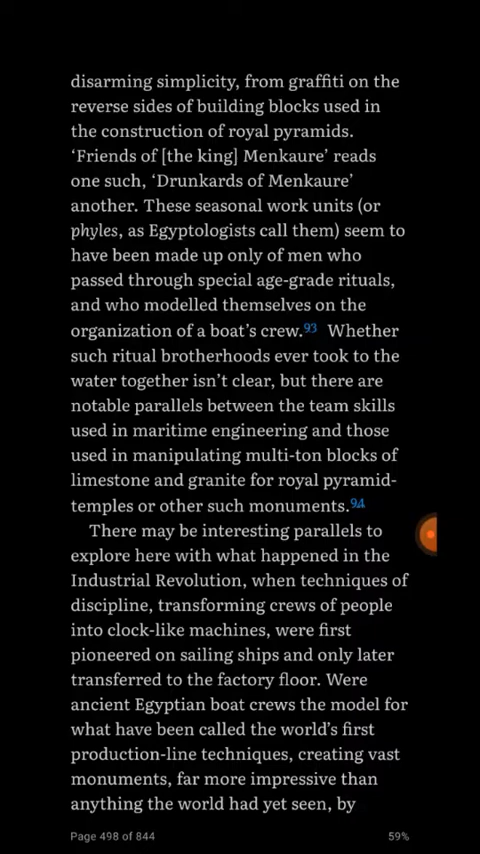 disarming simplicity, from graffiti on the
reverse sides of building blocks used in
the construction of royal pyramids.
‘Friends of [the king] Menkaure’ reads
one such, ‘Drunkards of Menkaure’
another. These seasonal work units (or
phyles, as Egyptologists call them) seem to
have been made up only of men who
passed through special age-grade rituals,
and who modelled themselves on the
organization of a boat’s crew.93 Whether
such ritual brotherhoods ever took to the
water together isn’t clear, but there are
notable parallels between the team skills
used in maritime engineering and those
used in manipulating multi-ton blocks of
limestone and granite for royal pyramid-
temples or other such monuments.94
There may be interesting parallels to
explore here with what happened in the
Industrial Revolution, when techniques of
discipline, transforming crews of people
into clock-like machines, were first
pioneered on sailing ships and only later
transferred to the factory floor. Were
ancient Egyptian boat crews the model for
what have been called the world’s first
production-line techniques, creating vast
monuments, far more impressive than
anything the world had yet seen, by
Page 498 of 844
59%